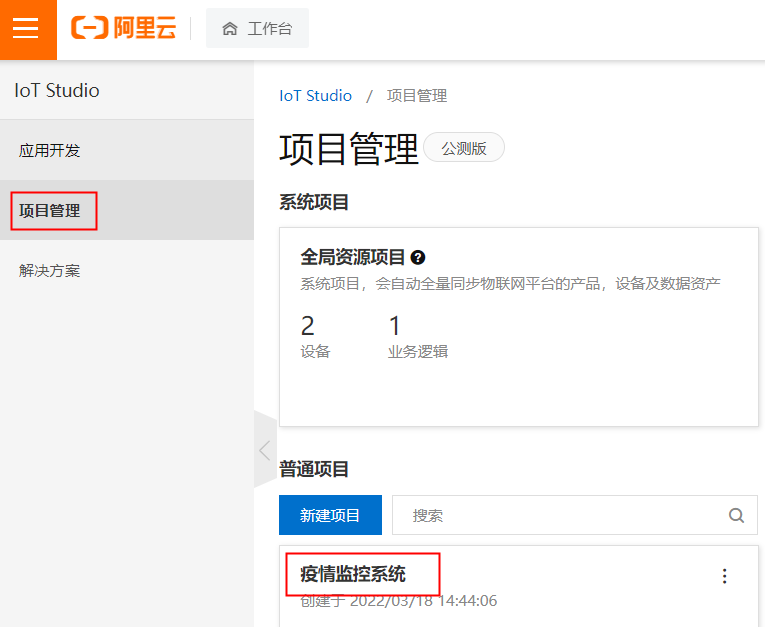 阿里云
工作台
IoT Studio
应用开发
项目管理
解决方案
IoT Studio / 项目管理
项目管理 公测版
系统项目
全局资源项目 ?
系统项目，会自动全量同步物联网平台的产品，设备及数据资产
2 1
设备 业务逻辑
普通项目
新建项目 搜索
疫情监控系统
创建于 2022/03/18 14:44:06